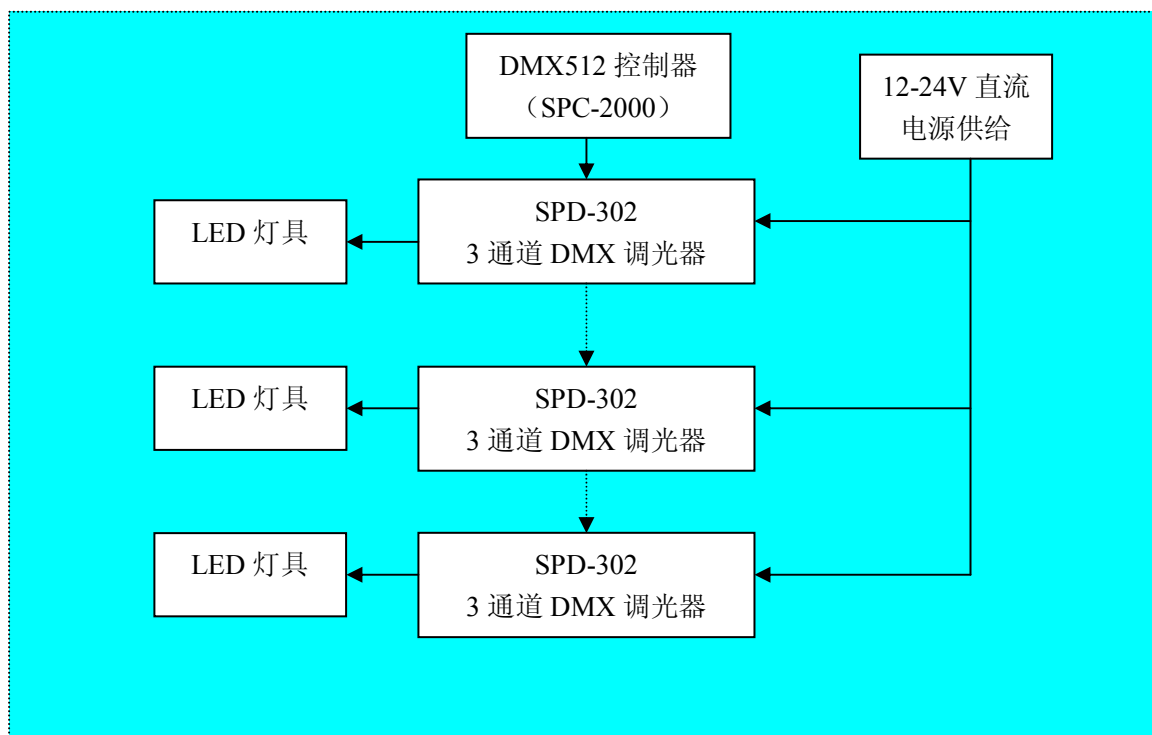 DMX512 控制器
（SPC-2000）
12-24V 直流
电源供给
SPD-302
3 通道 DMX 调光器
LED 灯具
SPD-302
3 通道 DMX 调光器
LED 灯具
SPD-302
3 通道 DMX 调光器
LED 灯具